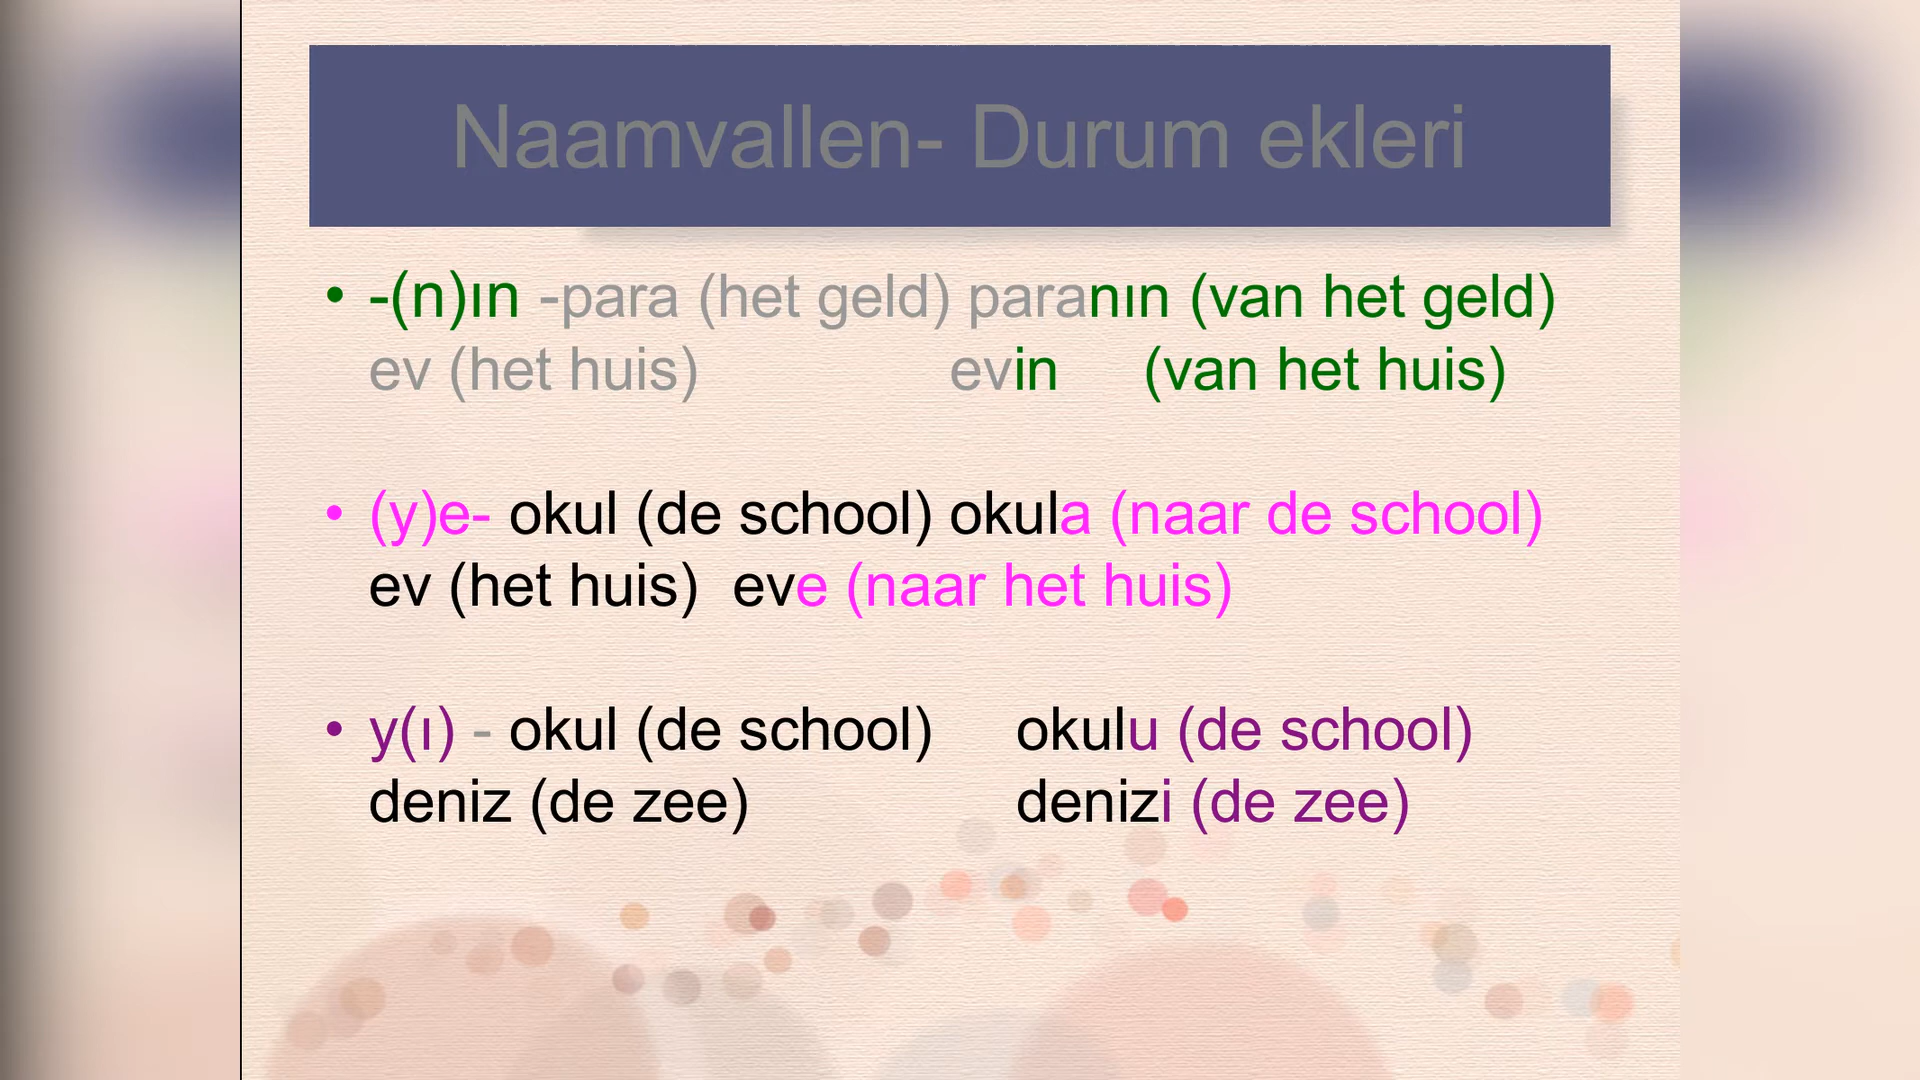 Naamvallen- Durum ekleri
• -(n)ın -para (het geld) paranın (van het geld)
ev (het huis) evin (van het huis)
• (y)e- okul (de school) okula (naar de school)
ev (het huis) eve (naar het huis)
• y(ı) - okul (de school) okulu (de school)
deniz (de zee) denizi (de zee)